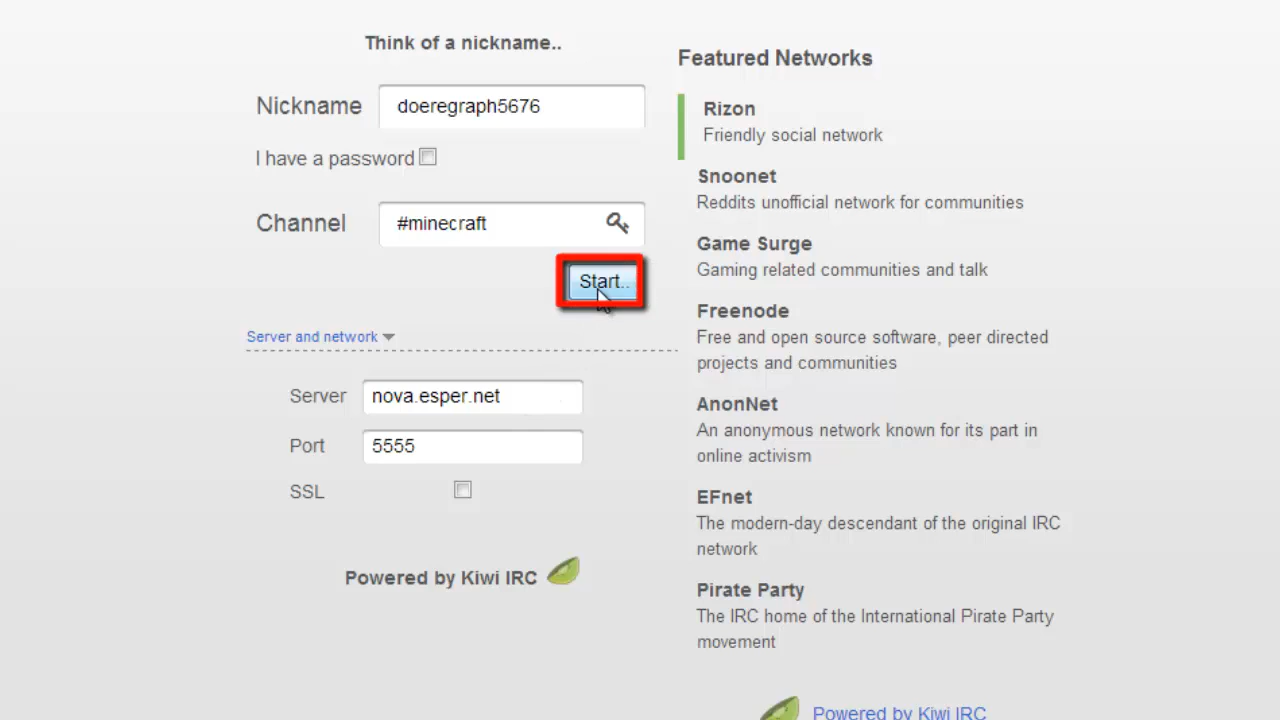 Think of a nickname..
Nickname
doeregraph5676
I have a password
Channel
#minecraft
Start..
Server and network
Server
nova.esper.net
Port
5555
SSL
Powered by Kiwi IRC
Featured Networks
Rizon
Friendly social network
Snoonet
Reddits unofficial network for communities
Game Surge
Gaming related communities and talk
Freenode
Free and open source software, peer directed
projects and communities
AnonNet
An anonymous network known for its part in
online activism
EFnet
The modern-day descendant of the original IRC
network
Pirate Party
The IRC home of the International Pirate Party
movement
Powered by Kiwi IRC